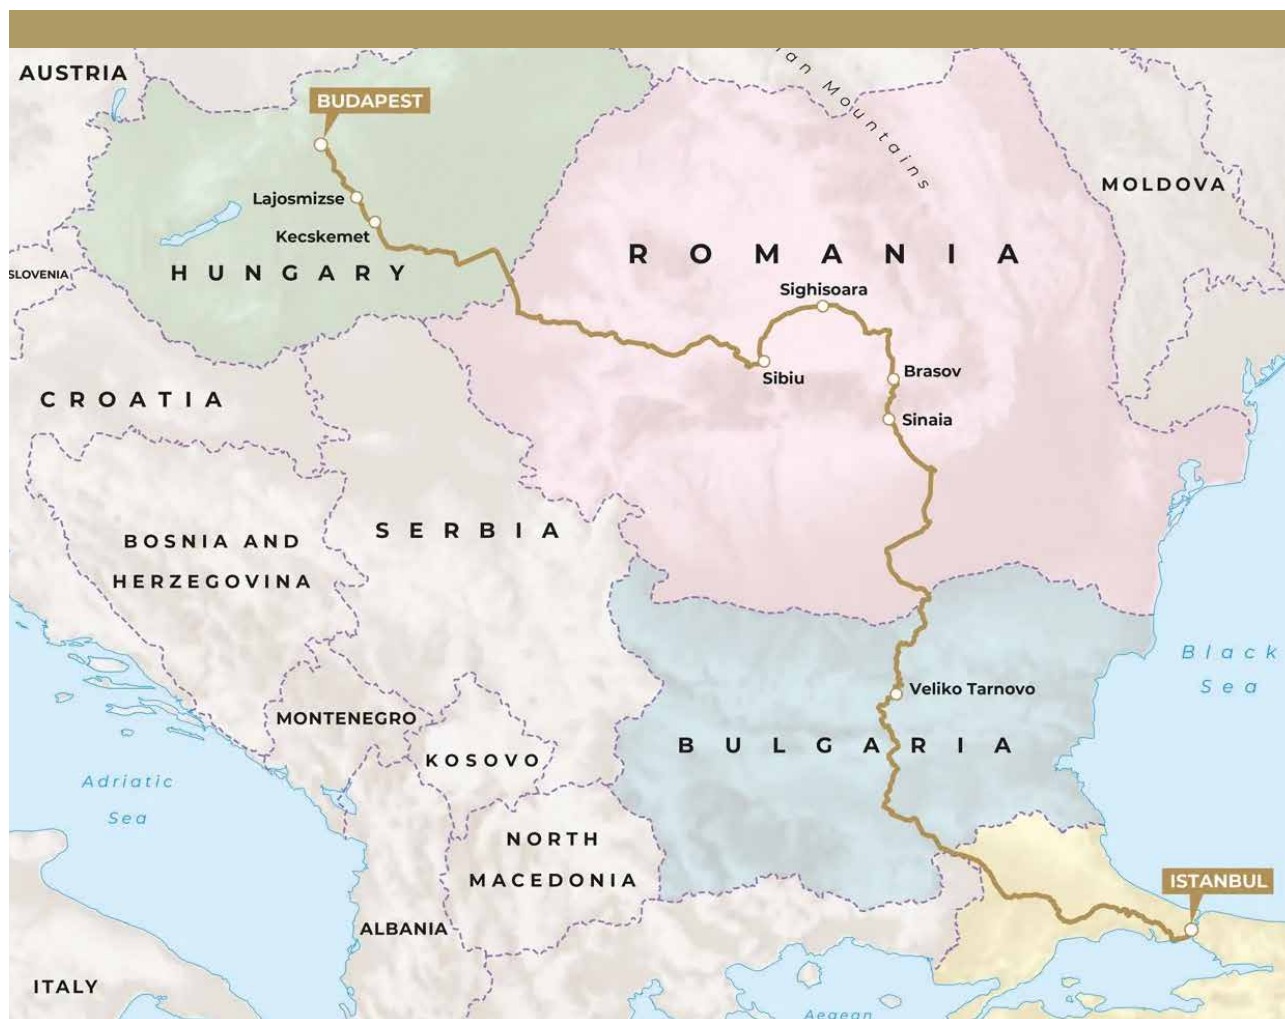 AUSTRIA
BUDAPEST
an Mountains
MOLDOVA
Lajosmizse
Kecskemet
SLOVENIA
HUNGARY
ROMANIA
Sighisoara
Sibiu
Brasov
Sinaia
CROATIA
SERBIA
BOSNIA AND
HERZEGOVINA
Black
Sea
Veliko Tarnovo
MONTENEGRO
BULGARIA
KOSOVO
Adriatic
Sea
NORTH
MACEDONIA
ISTANBUL
ALBANIA
ITALY
Aegean